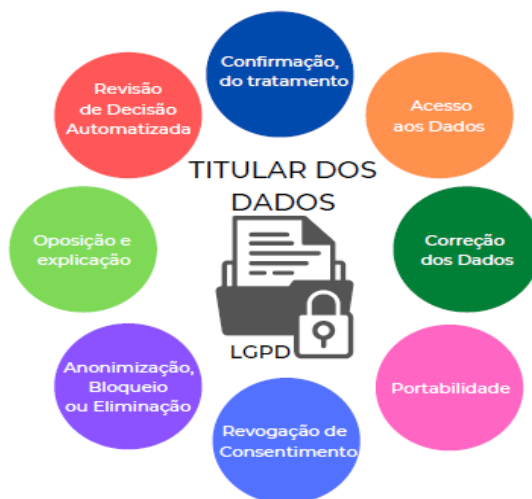 Confirmação,
do tratamento
Acesso
aos Dados
Correção
dos Dados
Portabilidade
Revogação de
Consentimento
Anonimização,
Bloqueio
ou Eliminação
Oposição e
explicação
Revisão
de Decisão
Automatizada
TITULAR DOS
DADOS
LGPD